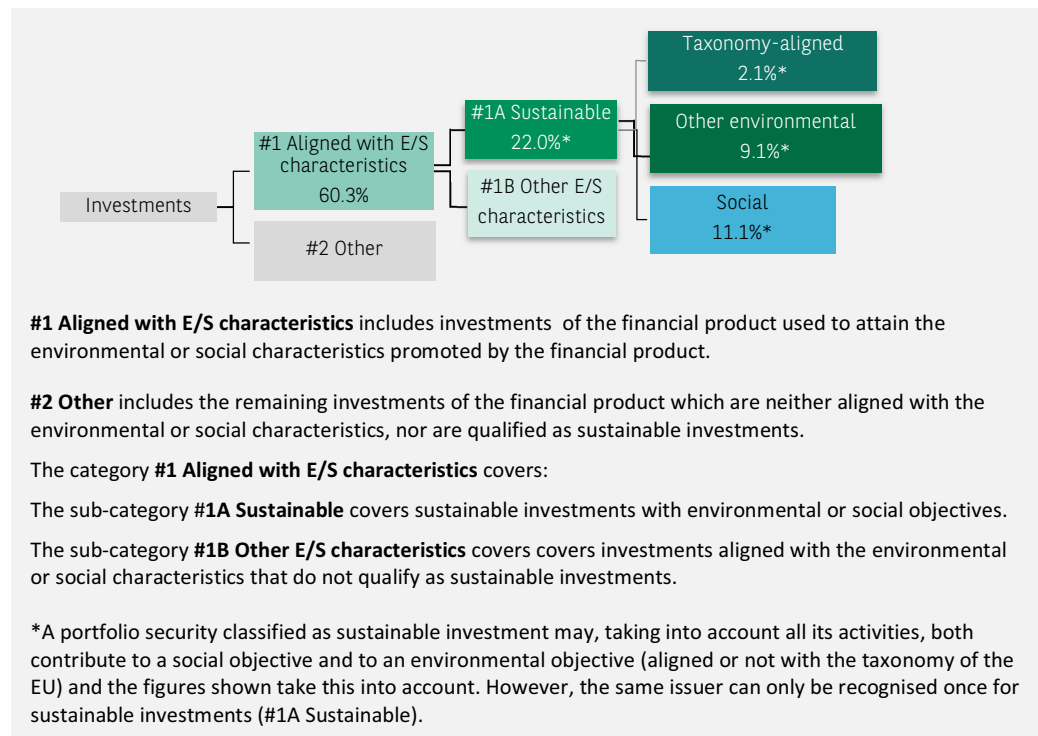 Taxonomy-aligned
2.1%*
#1A Sustainable
22.0%*
Other environmental
9.1%*
#1 Aligned with E/S
characteristics
60.3%
#1B Other E/S
characteristics
Social
11.1%*
Investments
#2 Other
#1 Aligned with E/S characteristics includes investments of the financial product used to attain the
environmental or social characteristics promoted by the financial product.
#2 Other includes the remaining investments of the financial product which are neither aligned with the
environmental or social characteristics, nor are qualified as sustainable investments.
The category #1 Aligned with E/S characteristics covers:
The sub-category #1A Sustainable covers sustainable investments with environmental or social objectives.
The sub-category #1B Other E/S characteristics covers covers investments aligned with the environmental
or social characteristics that do not qualify as sustainable investments.
*A portfolio security classified as sustainable investment may, taking into account all its activities, both
contribute to a social objective and to an environmental objective (aligned or not with the taxonomy of the
EU) and the figures shown take this into account. However, the same issuer can only be recognised once for
sustainable investments (#1A Sustainable).